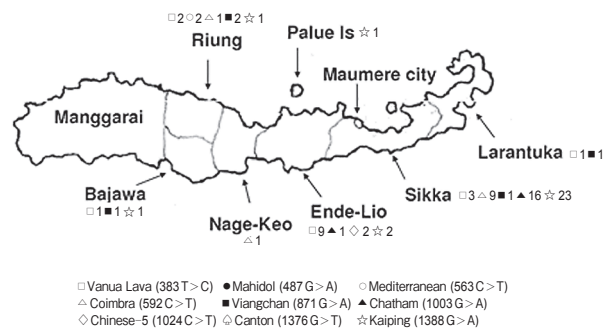 □2○2△1■2☆1
Riung
Palue Is ☆1
Maumere city
Manggarai
Larantuka □1■1
Bajawa
□1■1☆1
Nage-Keo
△1
Ende-Lio
□9▲1◇2☆2
Sikka □3△9■1▲16☆23
□Vanua Lava (383T>C) ●Mahidol (487G>A) ○Mediterranean (563C>T)
△Coimbra (592C>T) ■Viangchan (871G>A) ▲Chatham (1003G>A)
◇Chinese-5 (1024C>T) ♤Canton (1376G>T) ☆Kaiping (1388G>A)